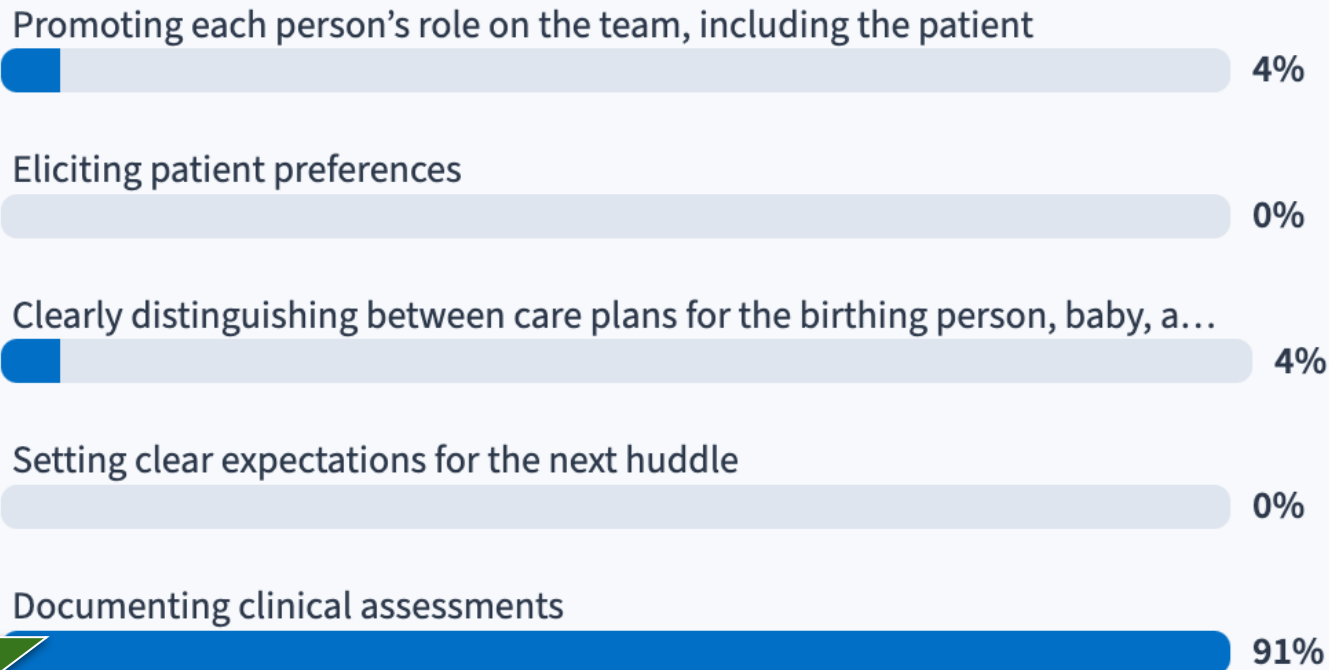 Promoting each person’s role on the team, including the patient
4%
Eliciting patient preferences
0%
Clearly distinguishing between care plans for the birthing person, baby, a…
4%
Setting clear expectations for the next huddle
0%
Documenting clinical assessments
91%